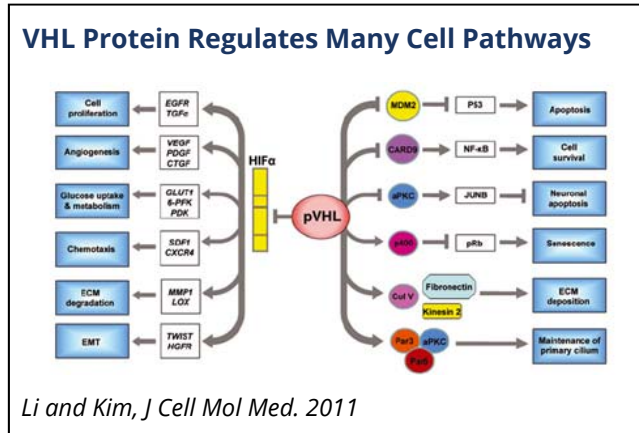 VHL Protein Regulates Many Cell Pathways
Cell
proliferation
EGFR
TGFα
Angiogenesis
VEGF
PDGF
CTGF
Glucose uptake
& metabolism
GLUT1
6-PFK
PDK
Chemotaxis
SDF1
CXCR4
ECM
degradation
MMP1
LOX
EMT
TWIST
HGFR
HIFα
pVHL
MDM2
P53
Apoptosis
CARD9
NF-κB
Cell
survival
aPKC
JUNB
Neuronal
apoptosis
p400
pRb
Senescence
Cul V
Fibronectin
Kinesin 2
ECM
deposition
Par3
aPKC
Par6
Maintenance of
primary cilium
Li and Kim, J Cell Mol Med. 2011